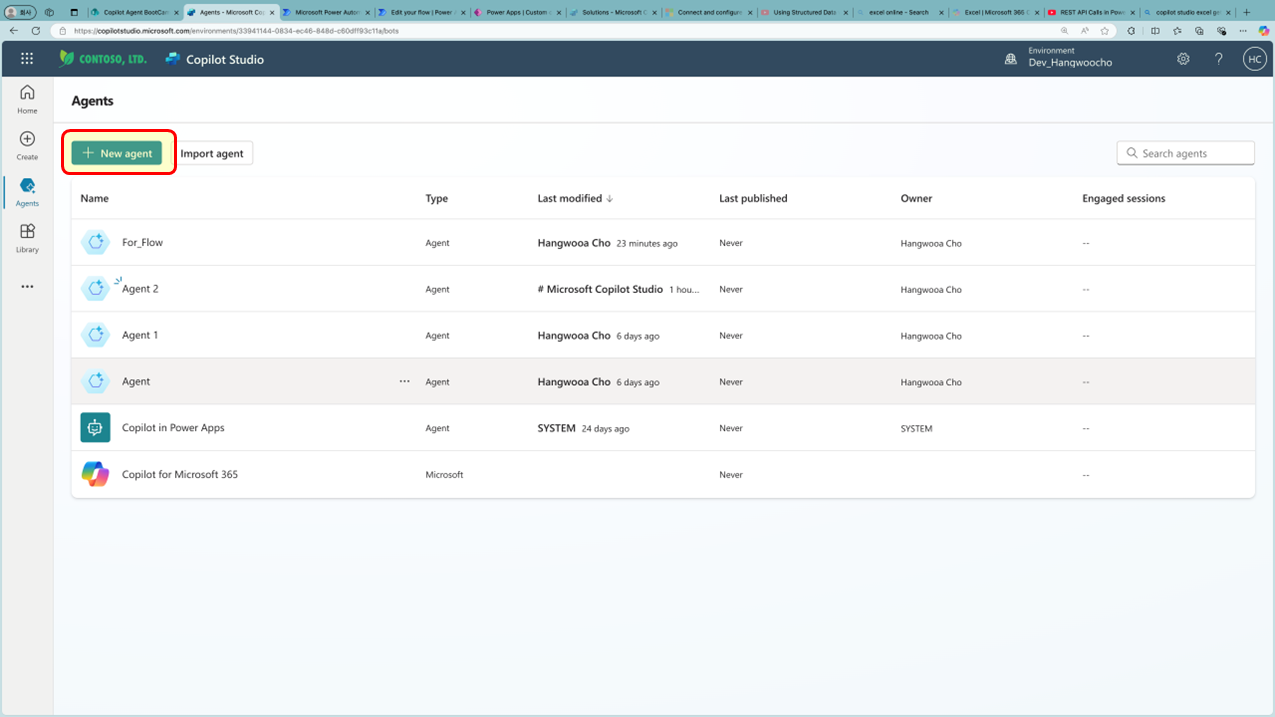 회사
Copilot Agent BootCam
Agents - Microsoft Cop
Microsoft Power Autom
Edit your flow | Power A
Power Apps | Custom c
Solutions - Microsoft C
Connect and configure
Using Structured Data
excel online - Search
Excel | Microsoft 365 C
REST API Calls in Power
copilot studio excel ge
https://copilotstudio.microsoft.com/environments/33941144-0834-ec46-848d-c60dff93c11a/bots
CONTOSO, LTD.
Copilot Studio
Environment
Dev_Hangwoocho
HC
Home
Create
Agents
Library
Agents
New agent
Import agent
Search agents
Name Type Last modified Last published Owner Engaged sessions
For_Flow Agent Hangwooa Cho 23 minutes ago Never Hangwooa Cho --
Agent 2 Agent # Microsoft Copilot Studio 1 hou... Never Hangwooa Cho --
Agent 1 Agent Hangwooa Cho 6 days ago Never Hangwooa Cho --
Agent ... Agent Hangwooa Cho 6 days ago Never Hangwooa Cho --
Copilot in Power Apps Agent SYSTEM 24 days ago Never SYSTEM --
Copilot for Microsoft 365 Microsoft Never --